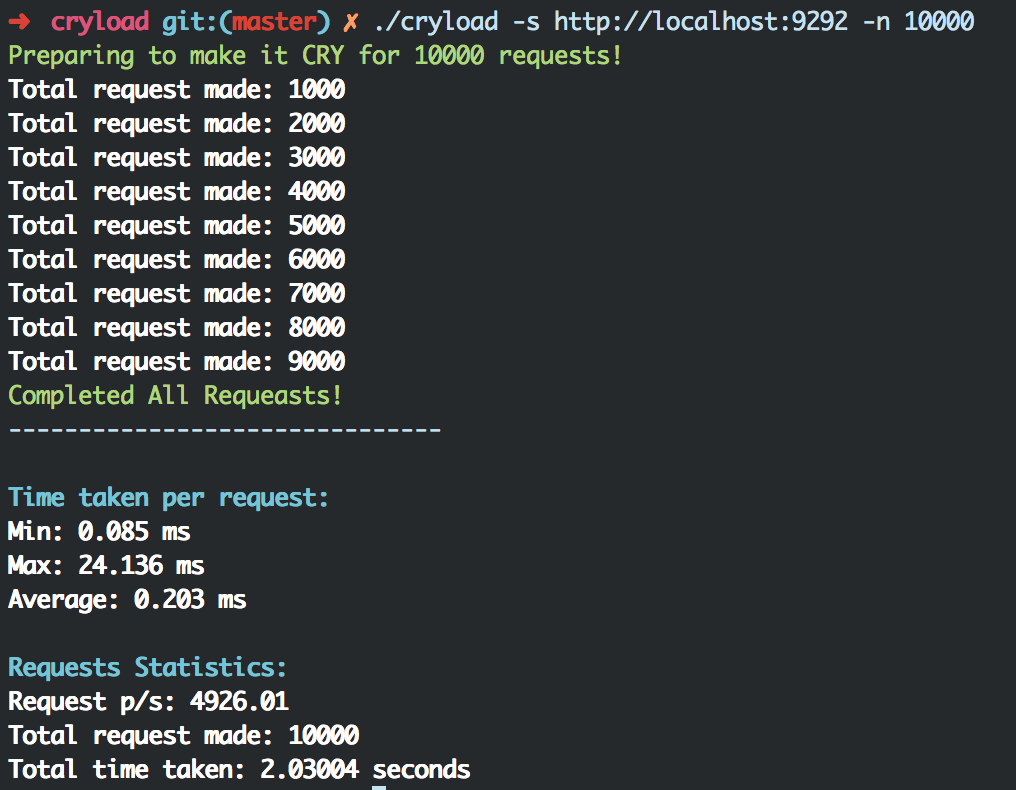 ➜ cryload git:(master) ✗ ./cryload -s http://localhost:9292 -n 10000
Preparing to make it CRY for 10000 requests!
Total request made: 1000
Total request made: 2000
Total request made: 3000
Total request made: 4000
Total request made: 5000
Total request made: 6000
Total request made: 7000
Total request made: 8000
Total request made: 9000
Completed All Requeasts!
-------------------------------
Time taken per request:
Min: 0.085 ms
Max: 24.136 ms
Average: 0.203 ms
Requests Statistics:
Request p/s: 4926.01
Total request made: 10000
Total time taken: 2.03004 seconds